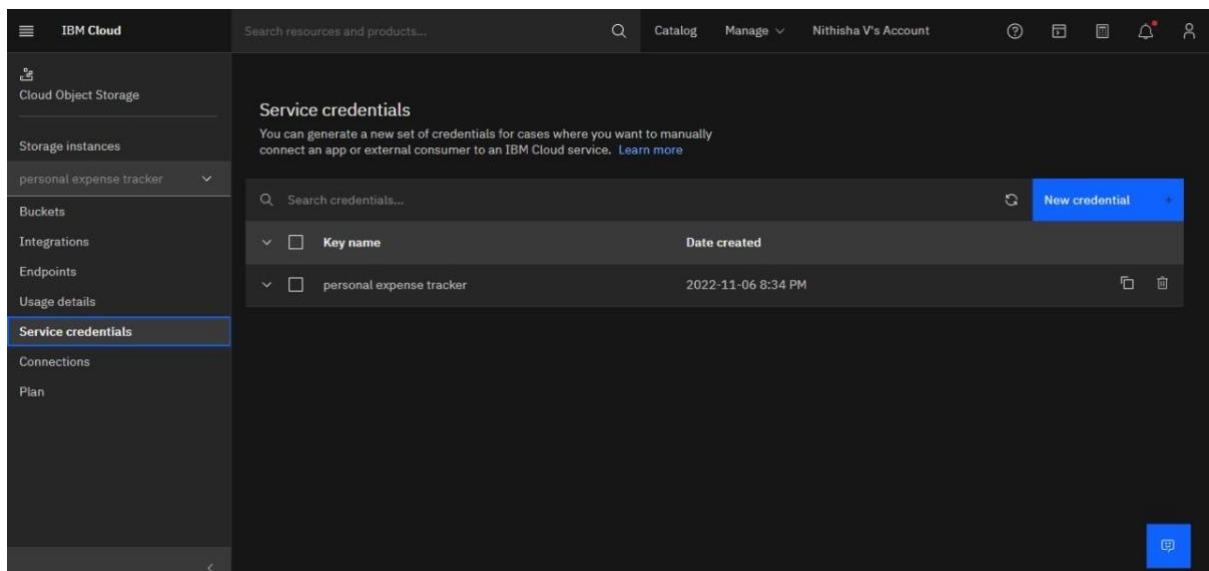 IBM Cloud
Search resources and products...
Catalog
Manage
Nithisha V's Account
Cloud Object Storage
Storage instances
personal expense tracker
Buckets
Integrations
Endpoints
Usage details
Service credentials
Connections
Plan
Service credentials
You can generate a new set of credentials for cases where you want to manually
connect an app or external consumer to an IBM Cloud service. Learn more
Search credentials...
New credential +
Key name
Date created
personal expense tracker
2022-11-06 8:34 PM